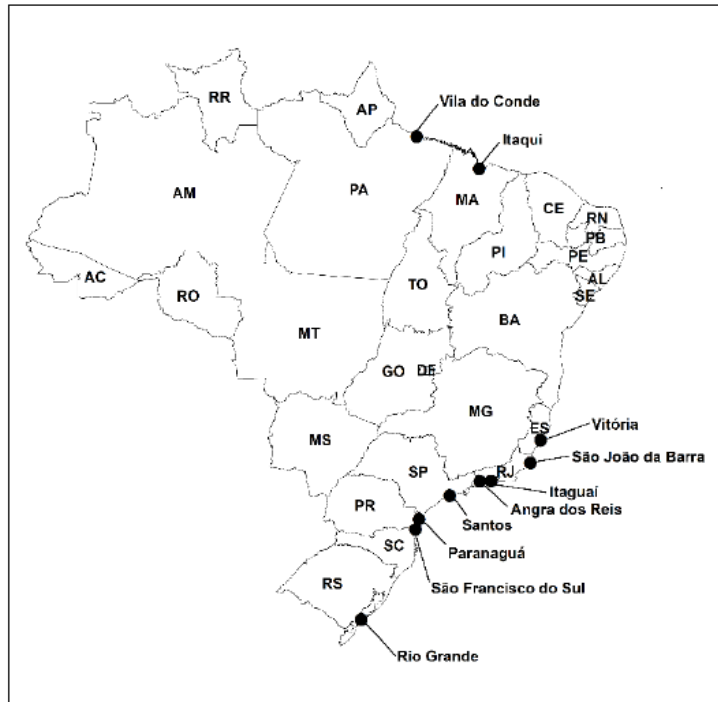 RR
AP
Vila do Conde
Itaqui
AM
PA
MA
CE
RN
PB
PE
PI
AL
SE
AC
RO
TO
BA
MT
GO
DF
MG
ES
Vitória
MS
São João da Barra
SP
RJ
Itaguaí
Angra dos Reis
Santos
PR
Paranaguá
SC
São Francisco do Sul
RS
Rio Grande